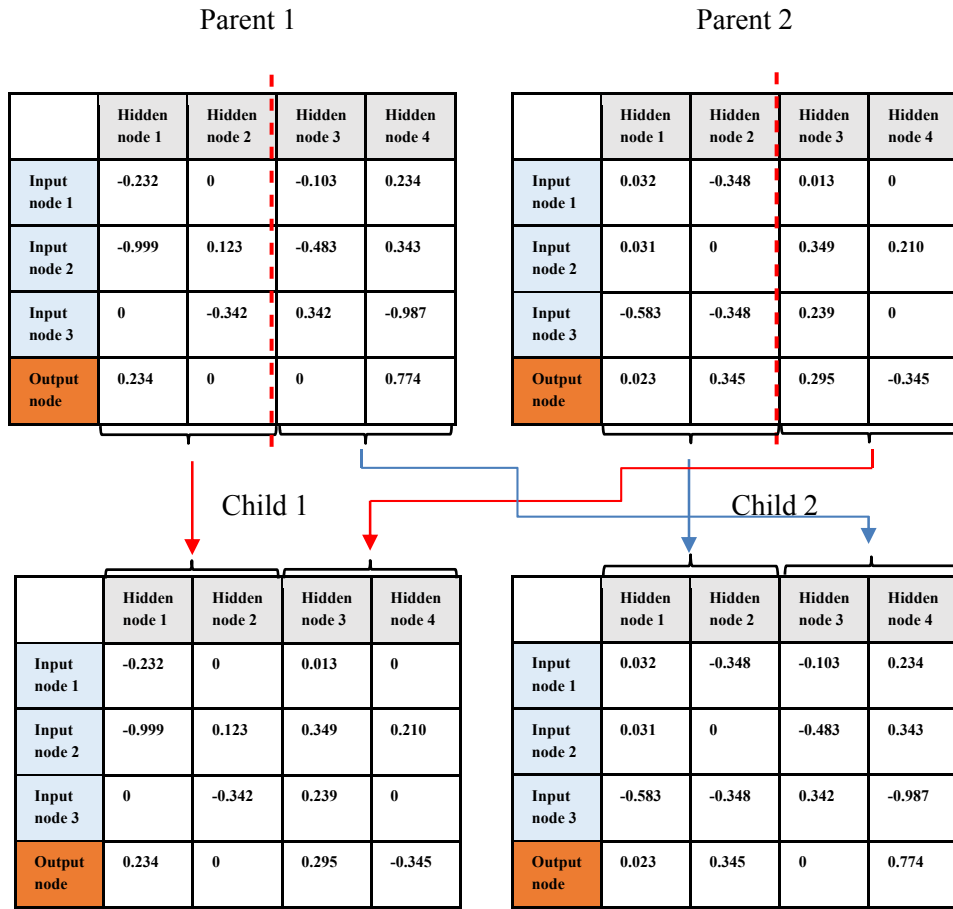 Parent 1
Parent 2
Hidden node 1 Hidden node 2 Hidden node 3 Hidden node 4
Input node 1 -0.232 0 -0.103 0.234
Input node 2 -0.999 0.123 -0.483 0.343
Input node 3 0 -0.342 0.342 -0.987
Output node 0.234 0 0 0.774
Hidden node 1 Hidden node 2 Hidden node 3 Hidden node 4
Input node 1 0.032 -0.348 0.013 0
Input node 2 0.031 0 0.349 0.210
Input node 3 -0.583 -0.348 0.239 0
Output node 0.023 0.345 0.295 -0.345
Child 1
Child 2
Hidden node 1 Hidden node 2 Hidden node 3 Hidden node 4
Input node 1 -0.232 0 0.013 0
Input node 2 -0.999 0.123 0.349 0.210
Input node 3 0 -0.342 0.239 0
Output node 0.234 0 0.295 -0.345
Hidden node 1 Hidden node 2 Hidden node 3 Hidden node 4
Input node 1 0.032 -0.348 -0.103 0.234
Input node 2 0.031 0 -0.483 0.343
Input node 3 -0.583 -0.348 0.342 -0.987
Output node 0.023 0.345 0 0.774